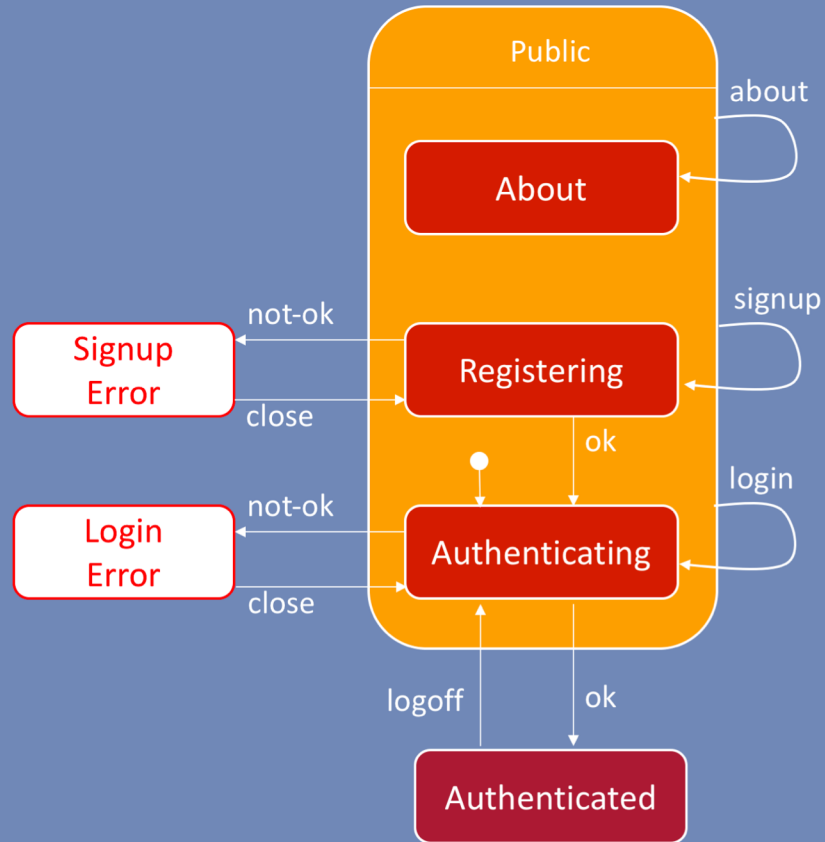 Public
about
About
signup
not-ok
Signup
Error
Registering
close
ok
login
not-ok
Login
Error
Authenticating
close
logoff
ok
Authenticated